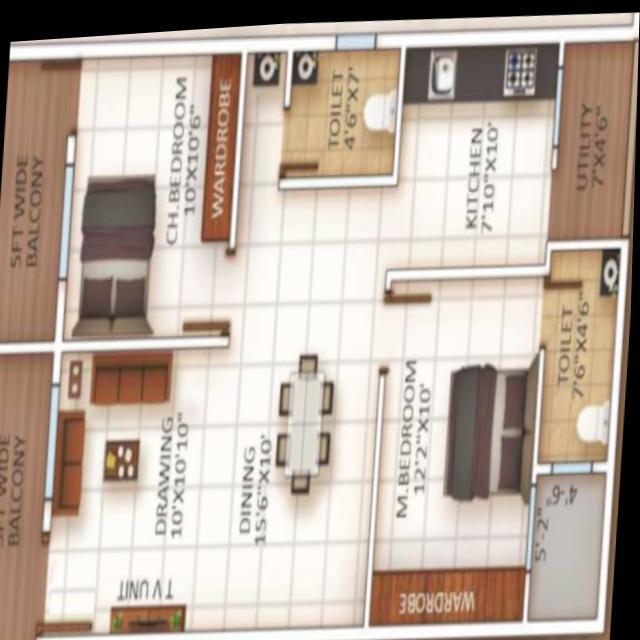 5FT WIDE
BALCONY
CH.BEDROOM
10'X10'6"
WARDROBE
TOILET
4'6"X7'
KITCHEN
7'10"X10'
UTILITY
7'X4'6"
5FT WIDE
BALCONY
DRAWING
10'X10'10"
DINING
15'6"X10'
M.BEDROOM
12'2"X10'
TOILET
7'6"X4'6"
TV UNIT
WARDROBE
5'-2"
4'-6"